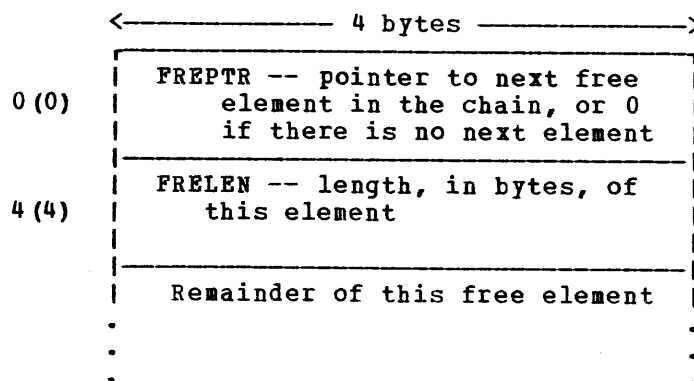 4 bytes
FREPTR -- pointer to next free
0 (0) element in the chain, or 0
if there is no next element
FRELEN -- length, in bytes, of
4 (4) this element
Remainder of this free element